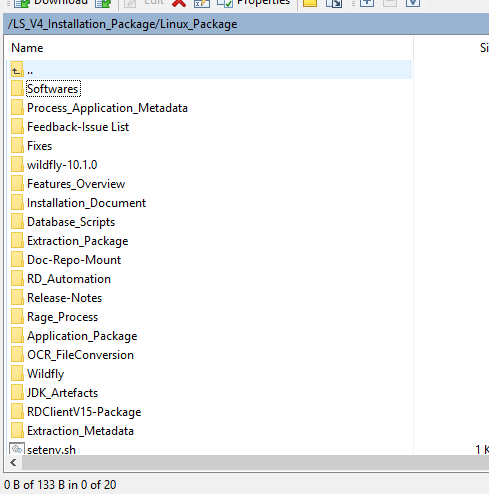 Download
Edit
Properties
/LS_V4_Installation_Package/Linux_Package
Name
..
Softwares
Process_Application_Metadata
Feedback-Issue List
Fixes
wildfly-10.1.0
Features_Overview
Installation_Document
Database_Scripts
Extraction_Package
Doc-Repo-Mount
RD_Automation
Release-Notes
Rage_Process
Application_Package
OCR_FileConversion
Wildfly
JDK_Artefacts
RDClientV15-Package
Extraction_Metadata
setenv.sh 1 K
0 B of 133 B in 0 of 20